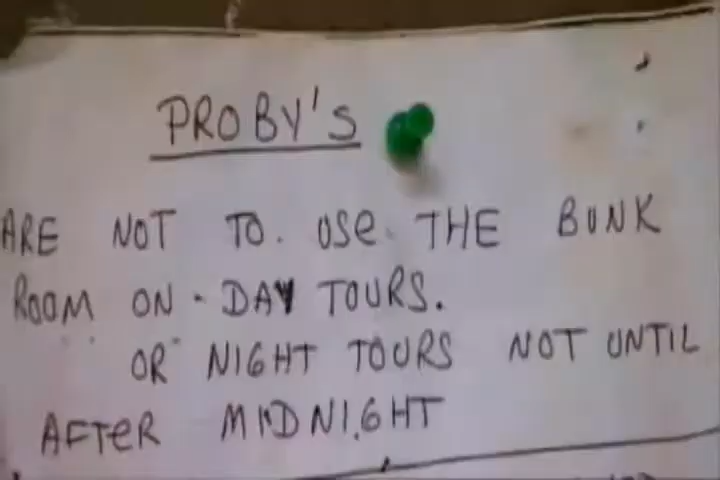 PROBY'S
ARE NOT TO. USe THE BUNK
ROOM ON - DAY TOURS.
OR NIGHT TOURS NOT UNTIL
AFTeR MIDNIGHT